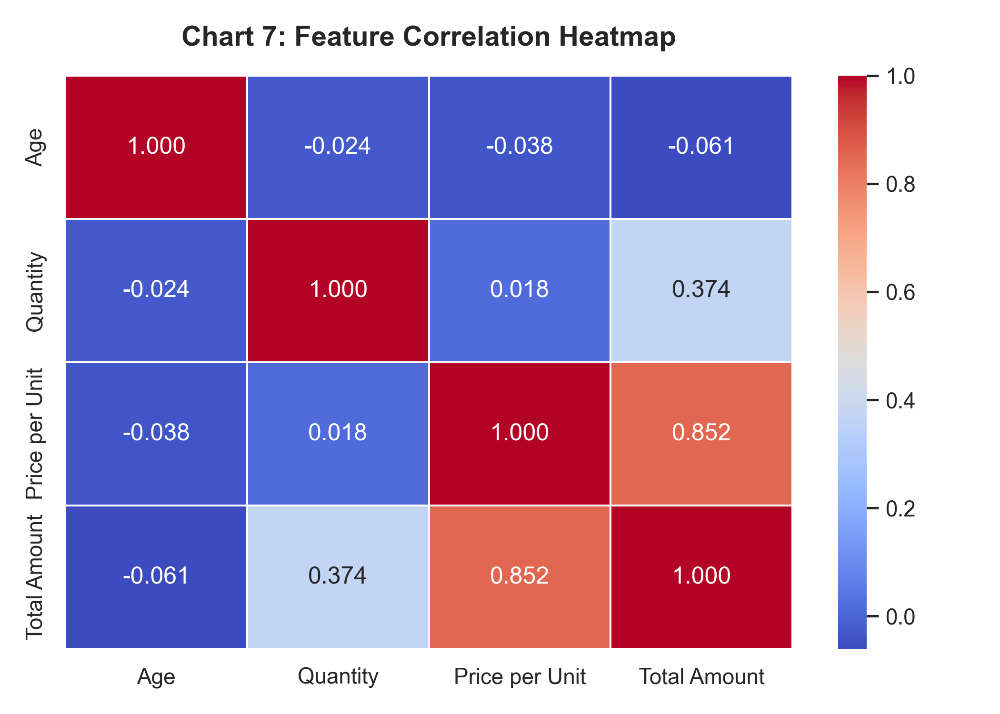 Chart 7: Feature Correlation Heatmap
Age 1.000 -0.024 -0.038 -0.061
Quantity -0.024 1.000 0.018 0.374
Price per Unit -0.038 0.018 1.000 0.852
Total Amount -0.061 0.374 0.852 1.000
Age Quantity Price per Unit Total Amount
1.0
0.8
0.6
0.4
0.2
0.0